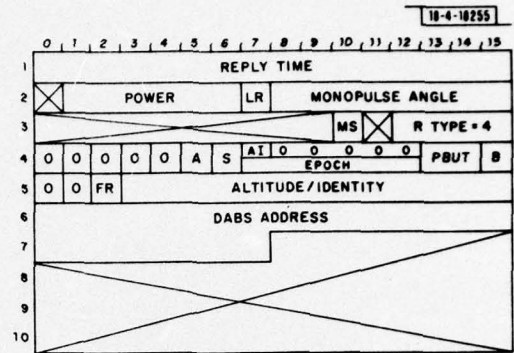 18-4-18255
0 1 2 3 4 5 6 7 8 9 10 11 12 13 14 15
1 REPLY TIME
2 POWER LR MONOPULSE ANGLE
3 MS R TYPE = 4
4 0 0 0 0 0 A S AI 0 0 0 0 0 PBUT B
EPOCH
5 0 0 FR ALTITUDE/IDENTITY
6 DABS ADDRESS
7
8
9
10